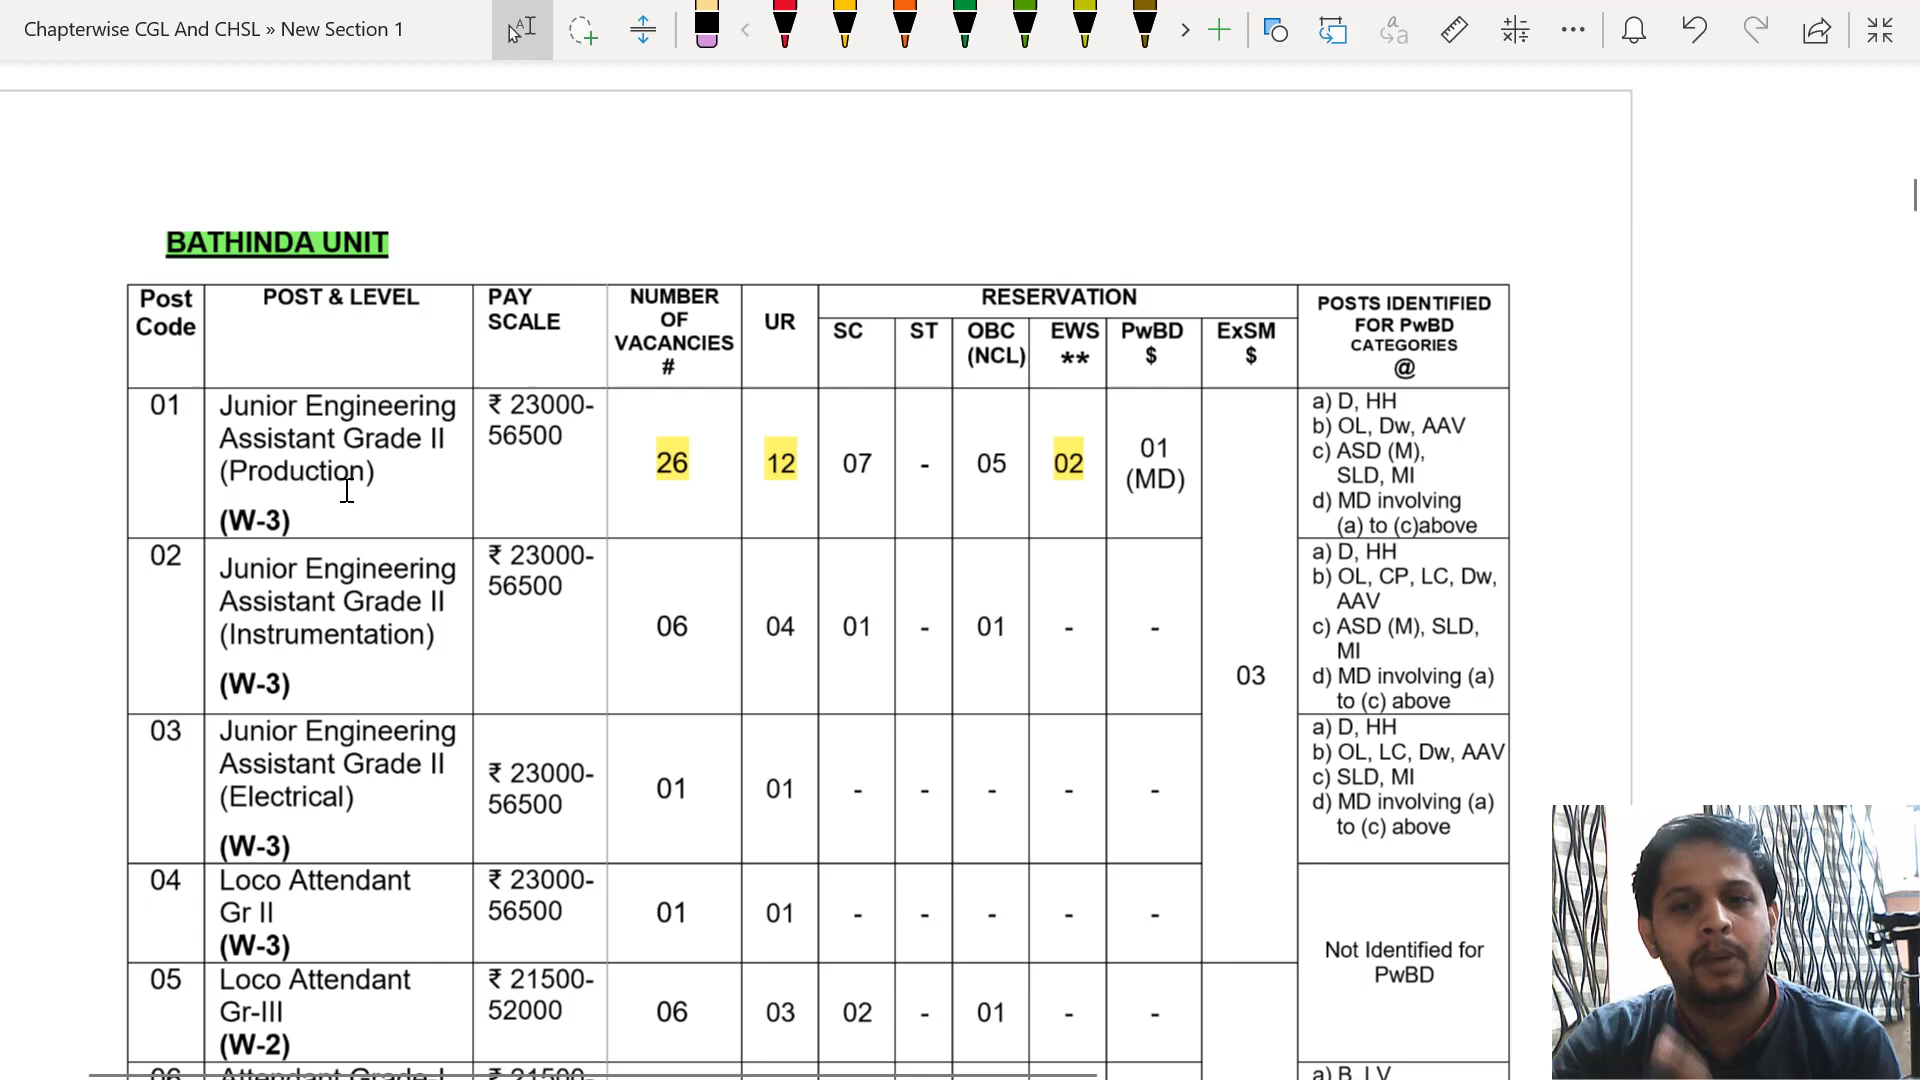 Chapterwise CGL And CHSL » New Section 1
BATHINDA UNIT
Post Code
POST & LEVEL
PAY SCALE
NUMBER OF VACANCIES #
UR
RESERVATION
SC
ST
OBC (NCL)
EWS **
PwBD $
ExSM $
POSTS IDENTIFIED FOR PwBD CATEGORIES @
01
Junior Engineering
Assistant Grade II
(Production)
(W-3)
₹ 23000-
56500
26
12
07
-
05
02
01
(MD)
a) D, HH
b) OL, Dw, AAV
c) ASD (M),
SLD, MI
d) MD involving
(a) to (c)above
02
Junior Engineering
Assistant Grade II
(Instrumentation)
(W-3)
₹ 23000-
56500
06
04
01
-
01
-
-
03
a) D, HH
b) OL, CP, LC, Dw,
AAV
c) ASD (M), SLD,
MI
d) MD involving (a)
to (c) above
03
Junior Engineering
Assistant Grade II
(Electrical)
(W-3)
₹ 23000-
56500
01
01
-
-
-
-
-
a) D, HH
b) OL, LC, Dw, AAV
c) SLD, MI
d) MD involving (a)
to (c) above
04
Loco Attendant
Gr II
(W-3)
₹ 23000-
56500
01
01
-
-
-
-
-
Not Identified for
PwBD
05
Loco Attendant
Gr-III
(W-2)
₹ 21500-
52000
06
03
02
-
01
-
-
06
Attendant Grade-I
₹ 21500-
a) B, LV